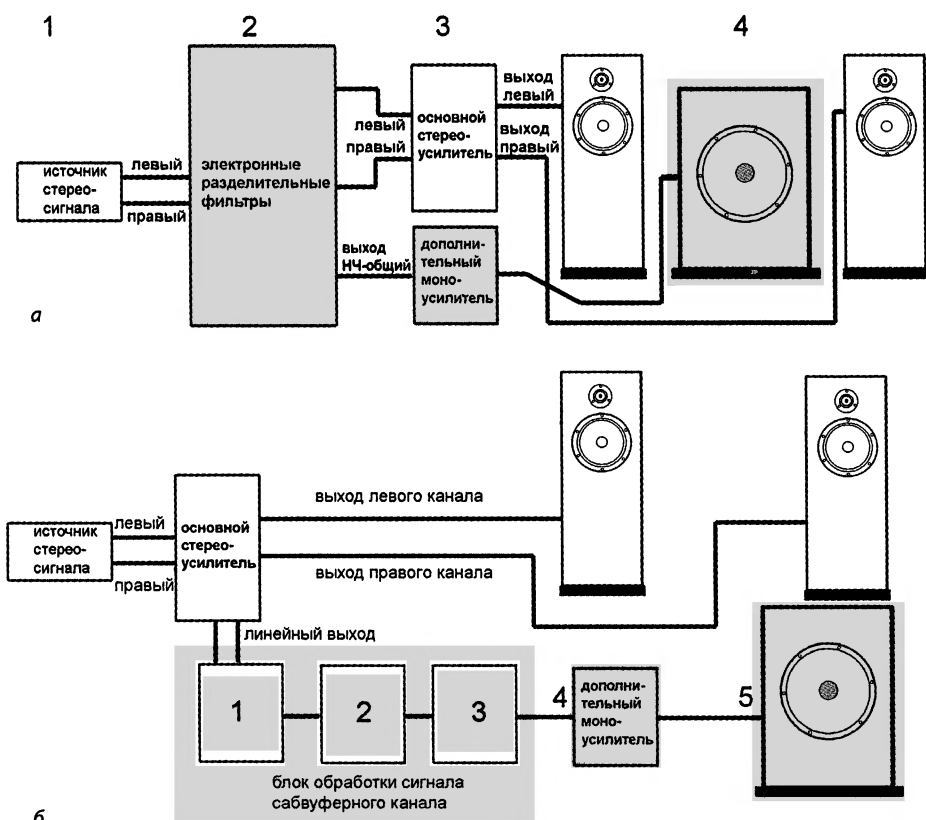 1
2
3
4
источник
стерео-
сигнала
левый
правый
электронные
разделительные
фильтры
левый
правый
основной
стерео-
усилитель
выход
левый
выход
правый
выход
НЧ-общий
дополни-
тельный
моно-
усилитель
а
источник
стерео-
сигнала
левый
правый
основной
стерео-
усилитель
выход левого канала
выход правого канала
линейный выход
1
2
3
4
дополни-
тельный
моно-
усилитель
5
блок обработки сигнала
сабвуферного канала
б